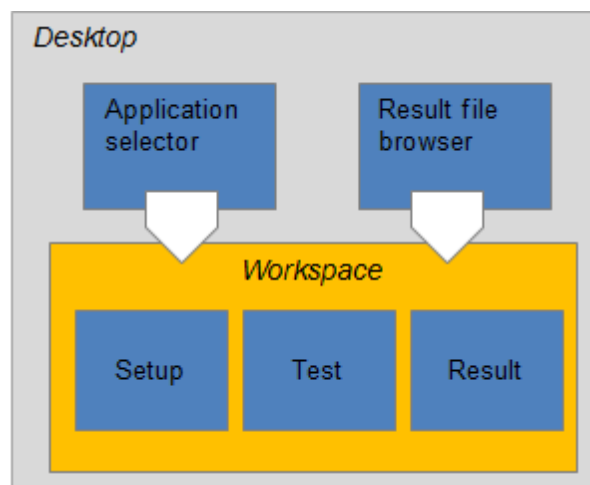 Desktop
Application
selector
Result file
browser
Workspace
Setup
Test
Result